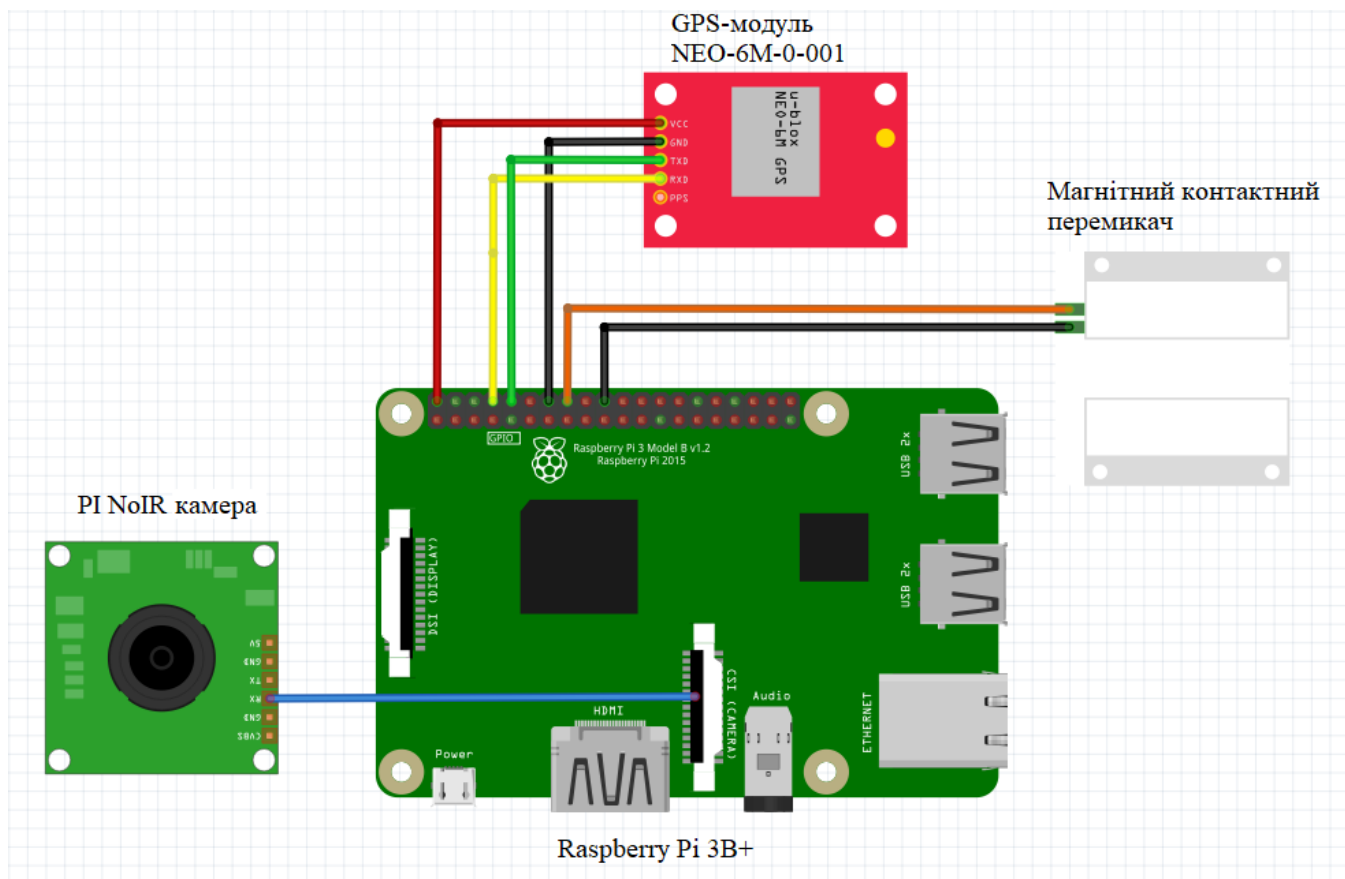 GPS-модуль
NEO-6M-0-001
u-blox
NEO-6M GPS
VCC
GND
TXD
RXD
PPS
Магнітний контактний
перемикач
GPIO
Raspberry Pi 3 Model B v1.2
Raspberry Pi 2015
USB 2x
PI NoIR камера
DSI (DISPLAY)
USB 2x
5V
GND
TX
RX
GND
CVBS
CSI (CAMERA)
Audio
HDMI
ETHERNET
Power
Raspberry Pi 3B+